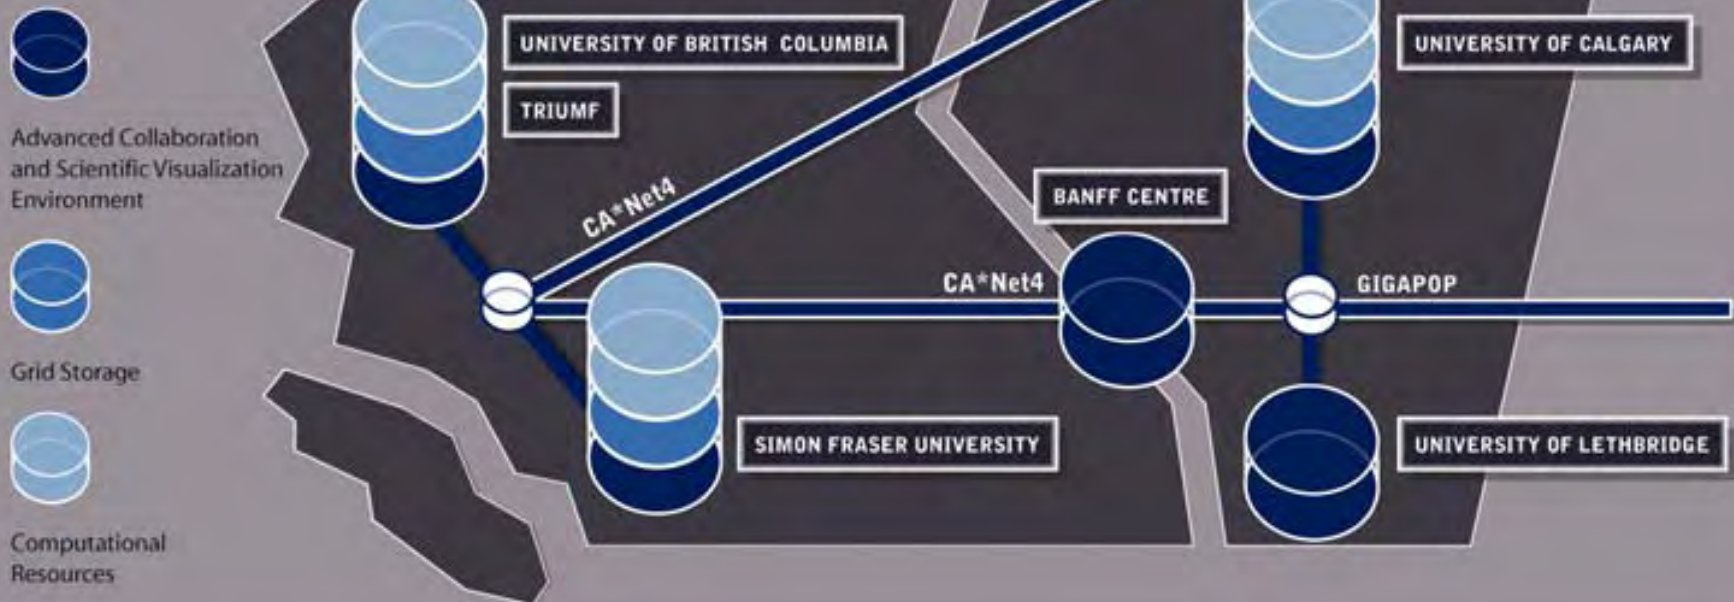 UNIVERSITY OF BRITISH COLUMBIA
UNIVERSITY OF CALGARY
TRIUMF
Advanced Collaboration
and Scientific Visualization
Environment
CA*Net4
BANFF CENTRE
CA*Net4
GIGAPOP
Grid Storage
SIMON FRASER UNIVERSITY
UNIVERSITY OF LETHBRIDGE
Computational
Resources